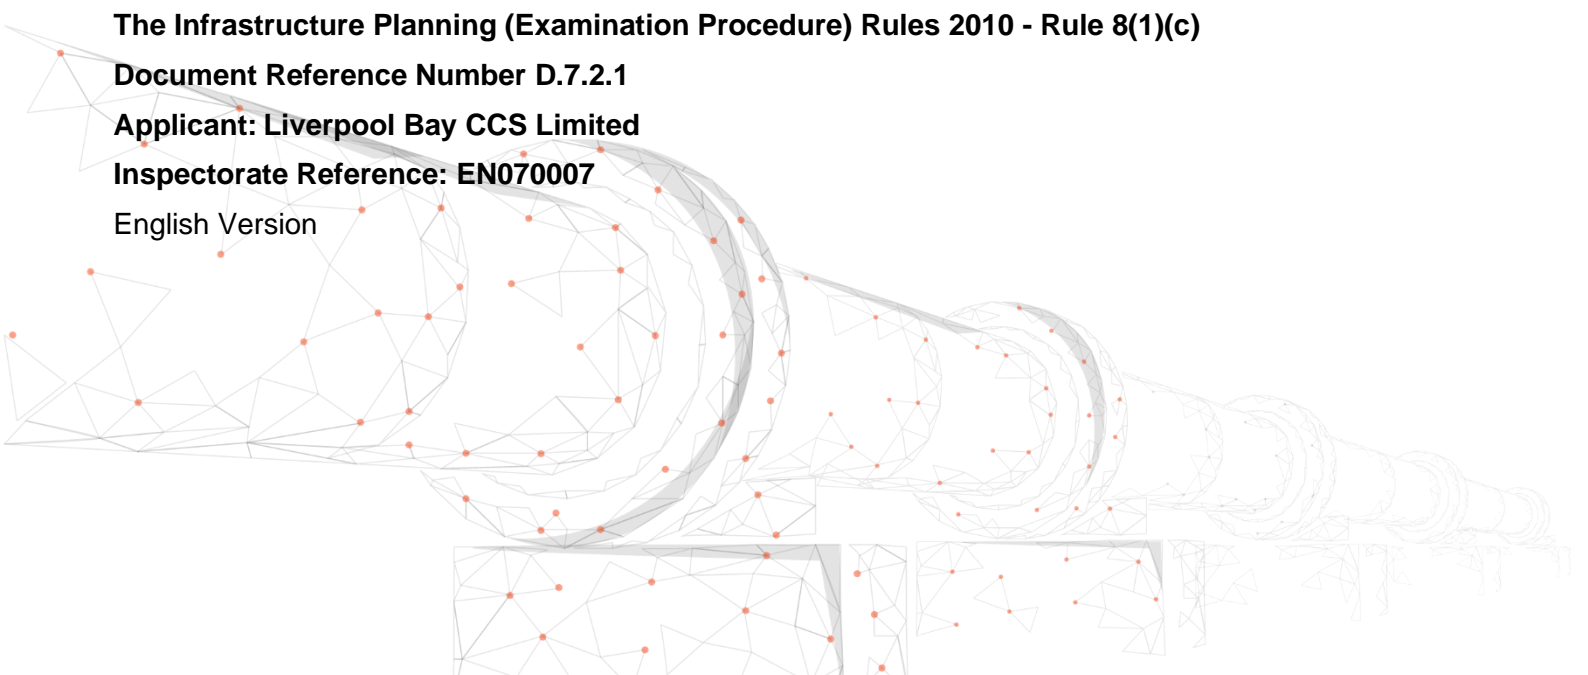 The Infrastructure Planning (Examination Procedure) Rules 2010 - Rule 8(1)(c)
Document Reference Number D.7.2.1
Applicant: Liverpool Bay CCS Limited
Inspectorate Reference: EN070007
English Version